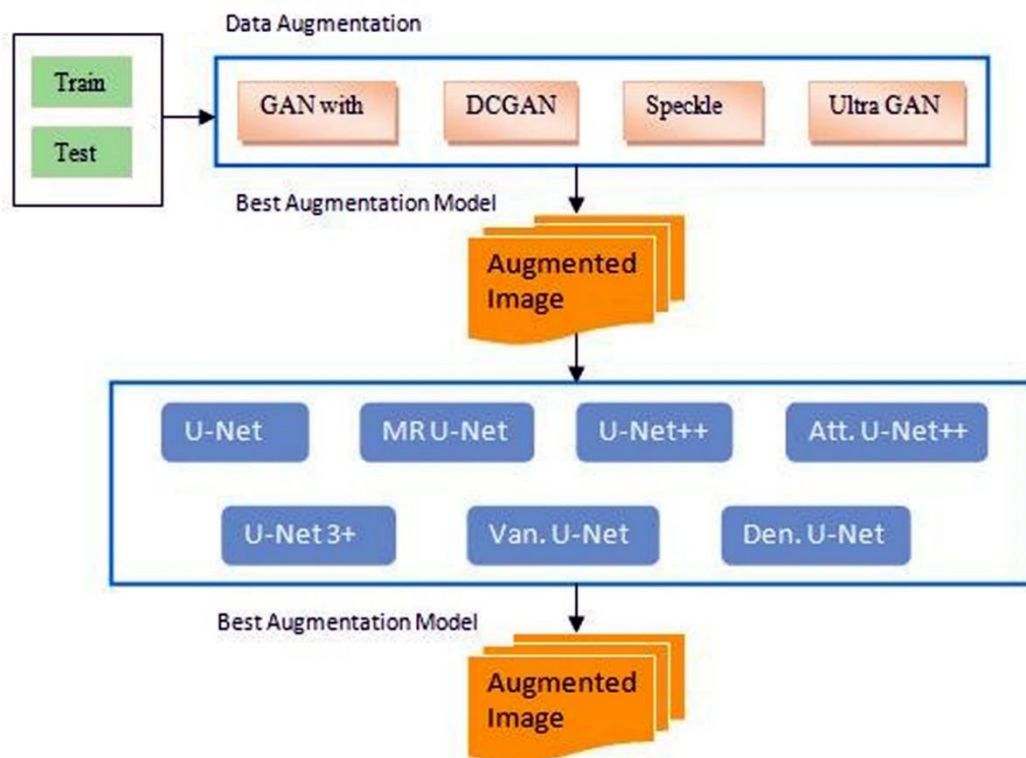 Data Augmentation
Train
Test
GAN with
DCGAN
Speckle
Ultra GAN
Best Augmentation Model
Augmented
Image
U-Net
MR U-Net
U-Net++
Att. U-Net++
U-Net 3+
Van. U-Net
Den. U-Net
Best Augmentation Model
Augmented
Image